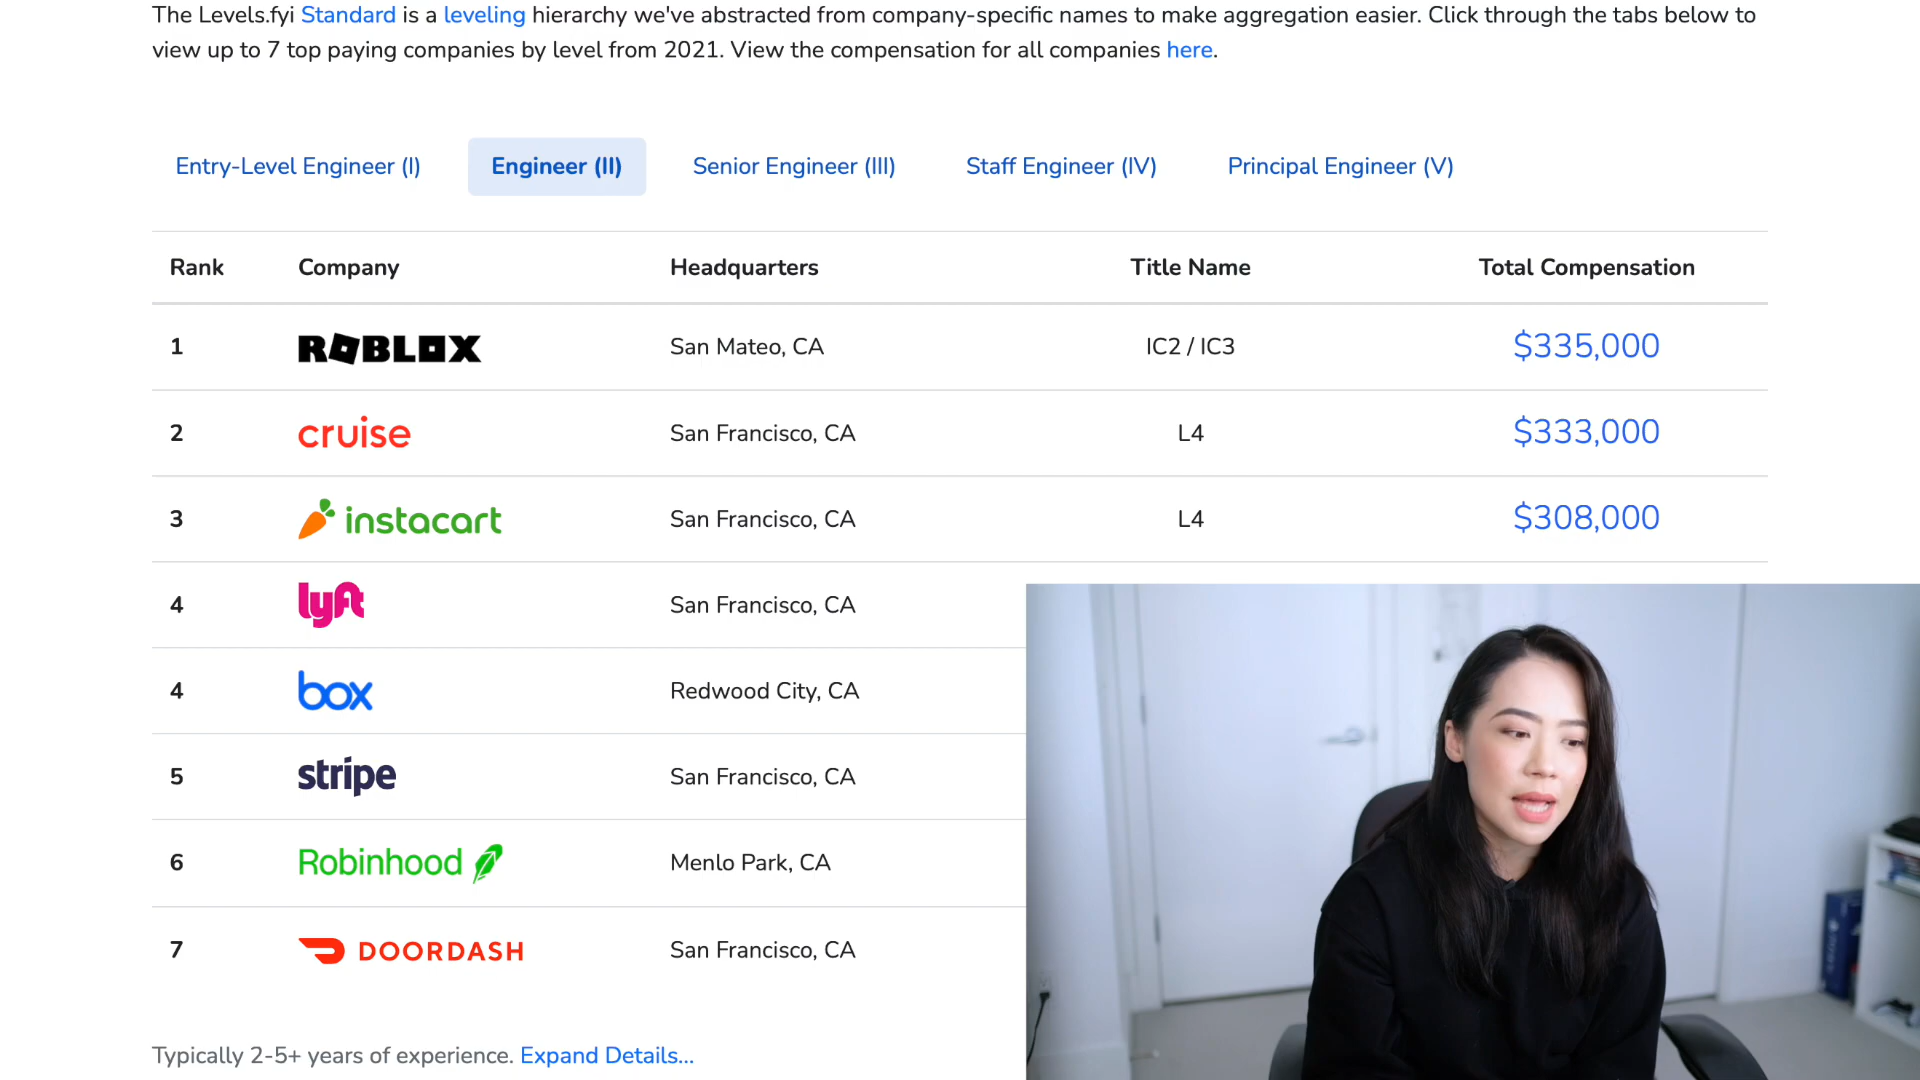 The Levels.fyi Standard is a leveling hierarchy we've abstracted from company-specific names to make aggregation easier. Click through the tabs below to
view up to 7 top paying companies by level from 2021. View the compensation for all companies here.
Entry-Level Engineer (I) Engineer (II) Senior Engineer (III) Staff Engineer (IV) Principal Engineer (V)
Rank Company Headquarters Title Name Total Compensation
1 ROBLOX San Mateo, CA IC2 / IC3 $335,000
2 cruise San Francisco, CA L4 $333,000
3 instacart San Francisco, CA L4 $308,000
4 lyft San Francisco, CA
4 box Redwood City, CA
5 stripe San Francisco, CA
6 Robinhood Menlo Park, CA
7 DOORDASH San Francisco, CA
Typically 2-5+ years of experience. Expand Details...